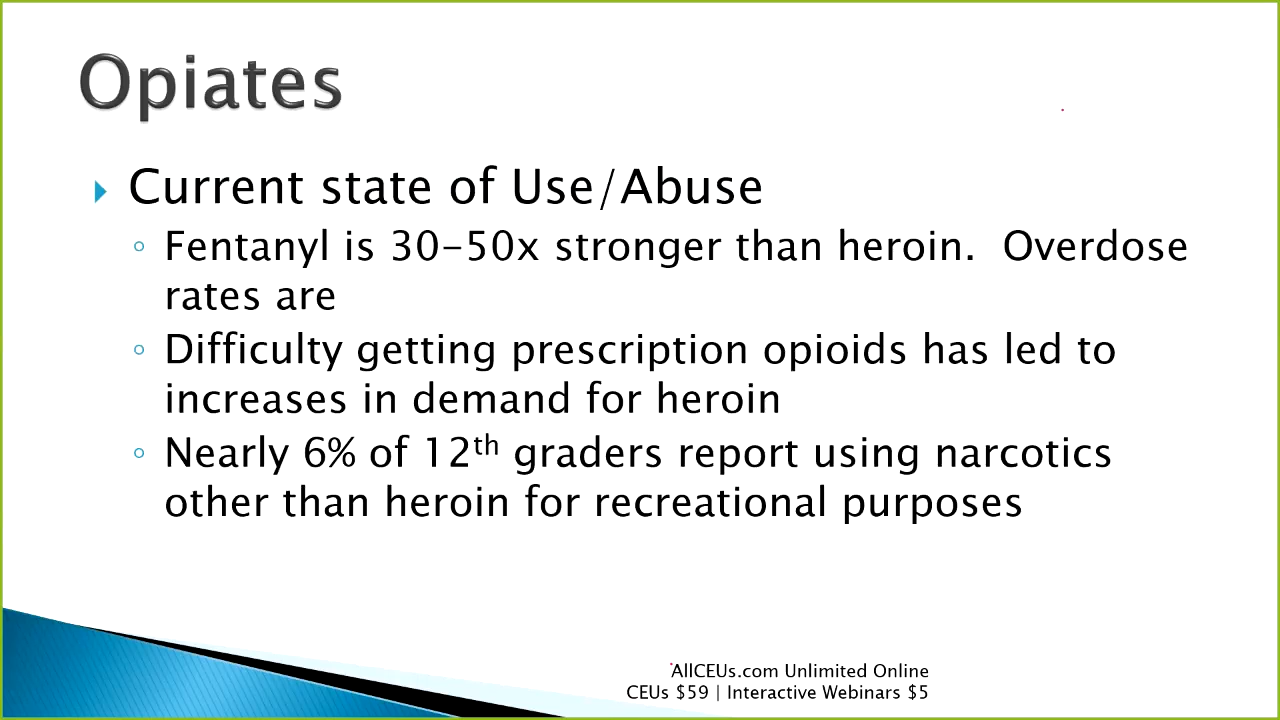 Opiates
Current state of Use/Abuse
Fentanyl is 30-50x stronger than heroin.  Overdose
rates are
Difficulty getting prescription opioids has led to
increases in demand for heroin
Nearly 6% of 12th graders report using narcotics
other than heroin for recreational purposes
AllCEUs.com Unlimited Online
CEUs $59 | Interactive Webinars $5